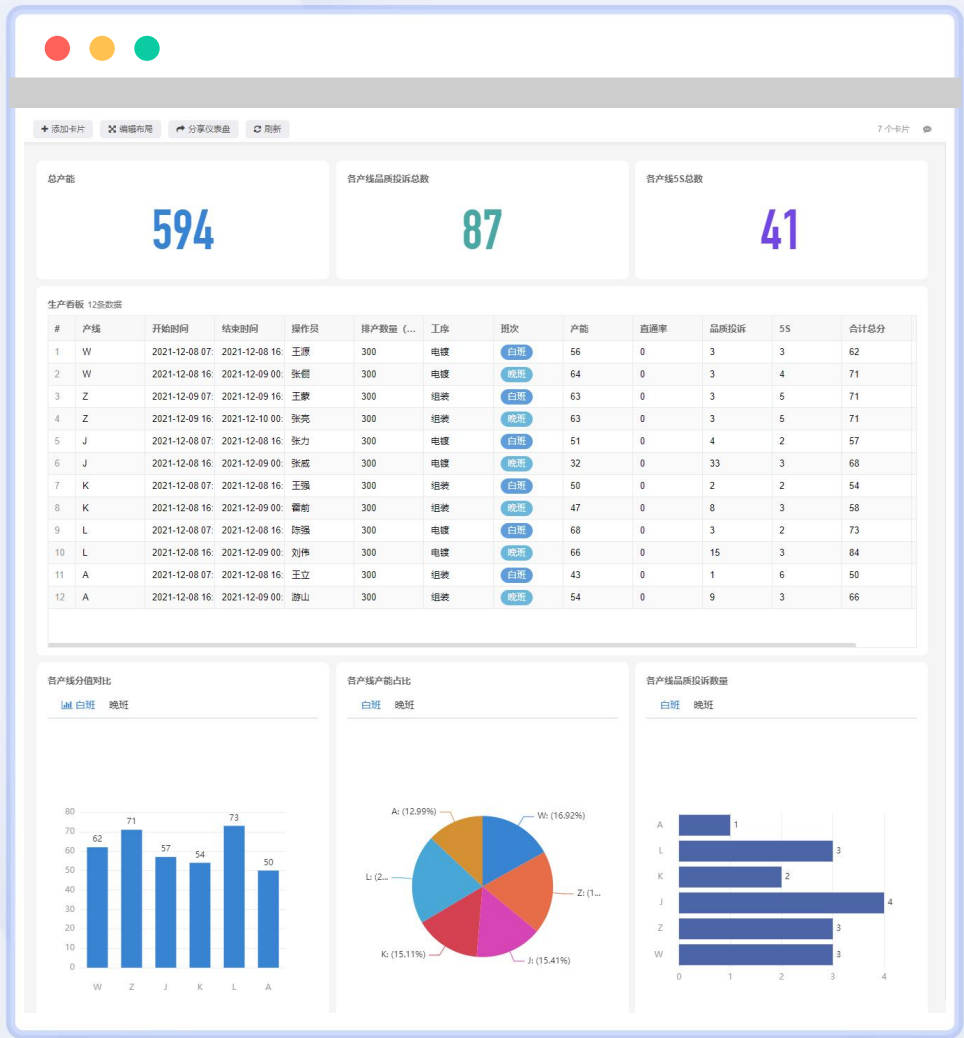 添加卡片 编辑布局 分享仪表盘 刷新 7 个卡片
总产能 各产线品质投诉总数 各产线5S总数
594 87 41
生产看板 12条数据
# 产线 开始时间 结束时间 操作员 排产数量（... 工序 班次 产能 直通率 品质投诉 5S 合计总分
1 W 2021-12-08 07: 2021-12-08 16: 王源 300 电镀 白班 56 0 3 3 62
2 W 2021-12-08 16: 2021-12-09 00: 300 电镀 晚班 64 0 3 4 71
3 Z 2021-12-09 07: 2021-12-09 16: 王蒙 300 组装 白班 63 0 3 5 71
4 Z 2021-12-09 16: 2021-12-10 00: 张亮 300 组装 晚班 63 0 3 5 71
5 J 2021-12-08 07: 2021-12-08 16: 张力 300 电镀 白班 51 0 4 2 57
6 J 2021-12-08 16: 2021-12-09 00: 张威 300 电镀 晚班 32 0 33 3 68
7 K 2021-12-08 07: 2021-12-08 16: 王强 300 组装 白班 50 0 2 2 54
8 K 2021-12-08 16: 2021-12-09 00: 300 组装 晚班 47 0 8 3 58
9 L 2021-12-08 07: 2021-12-08 16: 陈强 300 电镀 白班 68 0 3 2 73
10 L 2021-12-08 16: 2021-12-09 00: 刘伟 300 电镀 晚班 66 0 15 3 84
11 A 2021-12-08 07: 2021-12-08 16: 王立 300 组装 白班 43 0 1 6 50
12 A 2021-12-08 16: 2021-12-09 00: 游山 300 组装 晚班 54 0 9 3 66
各产线分值对比
白班 晚班
80
70
60
50
40
30
20
10
0
62 71 57 54 73 50
W Z J K L A
各产线产能占比
白班 晚班
A: (12.99%)
W: (16.92%)
L: (2...
Z: (1...
K: (15.11%)
J: (15.41%)
各产线品质投诉数量
白班 晚班
A 1
L 3
K 2
J 4
Z 3
W 3
0 1 2 3 4